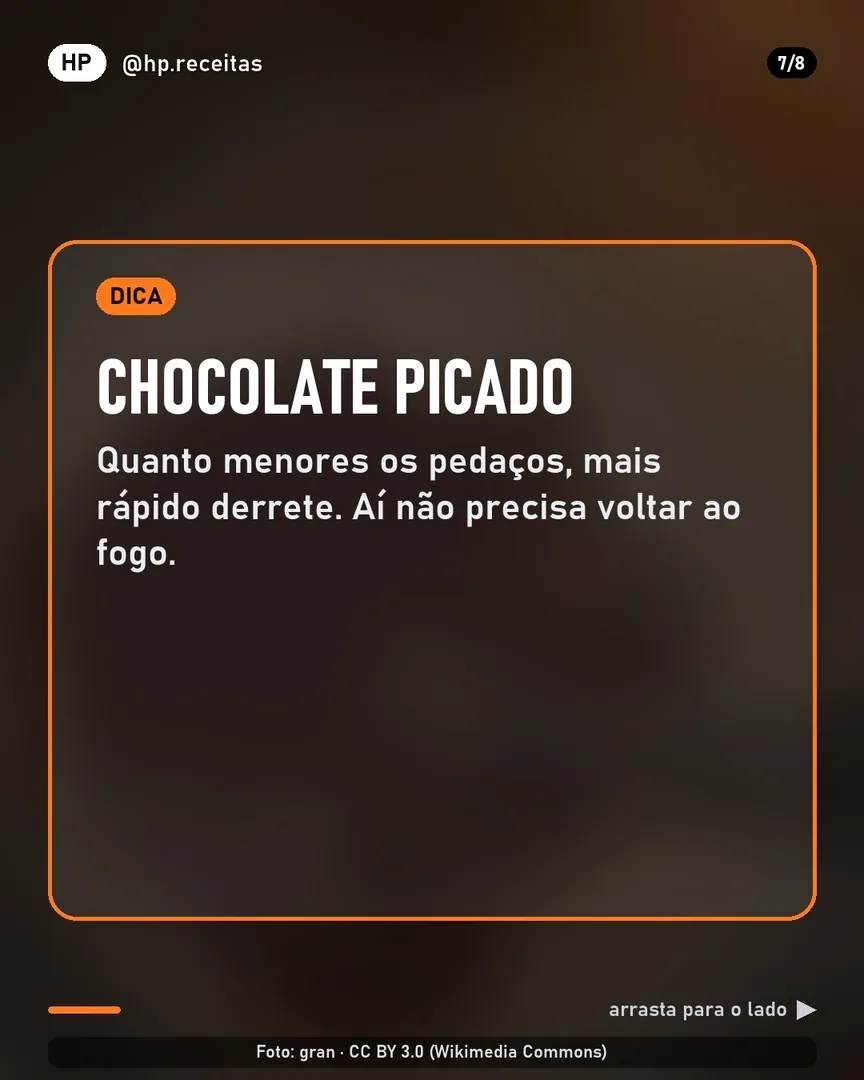 HP @hp.receitas 7/8
DICA
CHOCOLATE PICADO
Quanto menores os pedaços, mais
rápido derrete. Aí não precisa voltar ao
fogo.
arrasta para o lado ▶
Foto: gran · CC BY 3.0 (Wikimedia Commons)